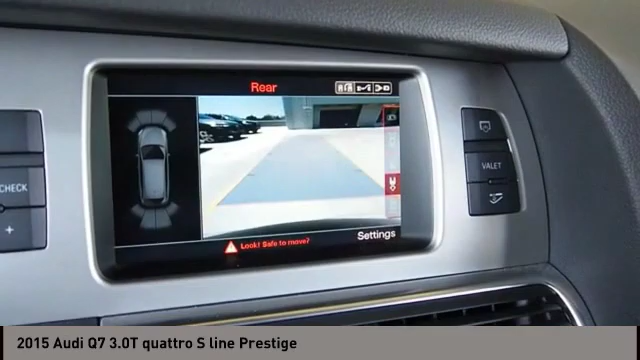 Rear
CHECK
+
VALET
Look! Safe to move?
Settings
2015 Audi Q7 3.0T quattro S line Prestige